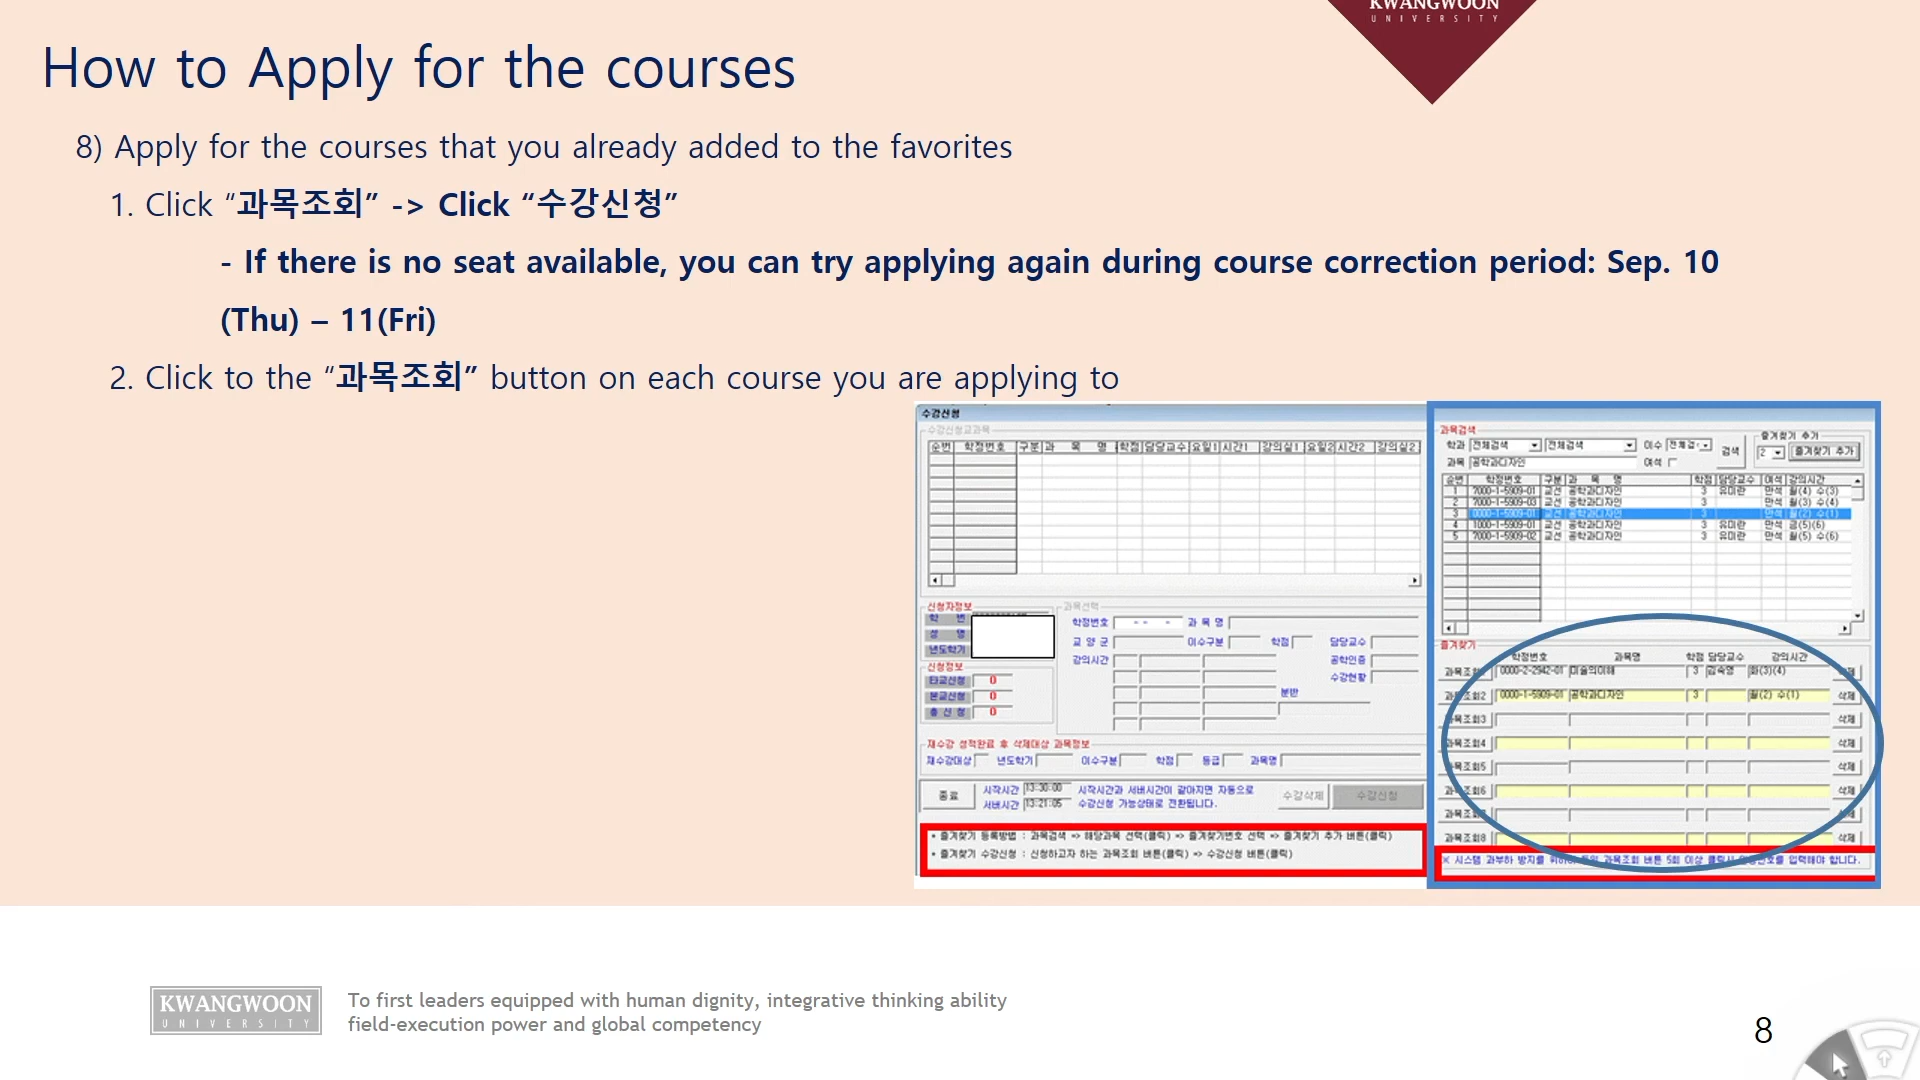 KWANGWOON
UNIVERSITY
How to Apply for the courses
8) Apply for the courses that you already added to the favorites
1. Click “과목조회” -> Click “수강신청”
- If there is no seat available, you can try applying again during course correction period: Sep. 10
(Thu) – 11(Fri)
2. Click to the “과목조회” button on each course you are applying to
수강신청
수강신청교과목
순번 학정번호 구분 과 목 명 학점 담당교수 요일1 시간1 강의실1 요일2 시간2 강의실2
신청자정보
학 번
성 명
년도학기
신청정보
타교신청 0
본교신청 0
총 신 청 0
과목선택
학정번호 - - - 과 목 명
교 양 군 이수구분 학점 담당교수
강의시간 공학인증
수강현황
분반
재수강 성적완료 후 삭제대상 과목정보
재수강대상 년도학기 이수구분 학점 등급 과목명
종료 시작시간 13:30:00 시작시간과 서버시간이 같아지면 자동으로
서버시간 13:21:05 수강신청 가능상태로 전환됩니다.
수강삭제 수강신청
• 즐겨찾기 등록방법 : 과목검색 => 해당과목 선택(클릭) => 즐겨찾기번호 선택 => 즐겨찾기 추가 버튼(클릭)
• 즐겨찾기 수강신청 : 신청하고자 하는 과목조회 버튼(클릭) => 수강신청 버튼(클릭)
과목검색
학과 전체검색 전체검색 이수 전체검 검색
과목 공학과디자인 여석
즐겨찾기 추가
2 즐겨찾기 추가
순번 학정번호 구분 과 목 명 학점 담당교수 여석 강의시간
1 7000-1-5909-01 교선 공학과디자인 3 유미란 만석 월(4) 수(3)
2 7000-1-5909-03 교선 공학과디자인 3 만석 월(3) 수(4)
3 0000-1-5909-01 교선 공학과디자인 3 만석 월(2) 수(1)
4 1000-1-5909-01 교선 공학과디자인 3 유미란 만석 금(5)(6)
5 7000-1-5909-02 교선 공학과디자인 3 유미란 만석 월(5) 수(6)
즐겨찾기
학정번호 과목명 학점 담당교수 강의시간
과목조회 0000-2-2942-01 미술의이해 3 김숙영 화(3)(4) 삭제
과목조회2 0000-1-5909-01 공학과디자인 3 월(2) 수(1) 삭제
과목조회3 삭제
과목조회4 삭제
과목조회5 삭제
과목조회6 삭제
과목조회 삭제
과목조회8 삭제
※ 시스템 과부하 방지를 위하여 동일 과목조회 버튼 5회 이상 클릭시 입력해야 합니다.
KWANGWOON
UNIVERSITY
To first leaders equipped with human dignity, integrative thinking ability
field-execution power and global competency
8